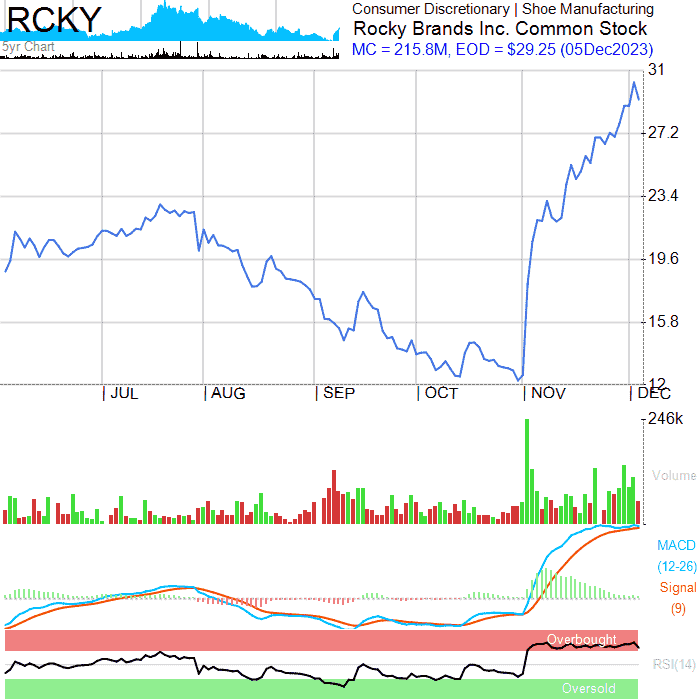 RCKY
5yr Chart
Consumer Discretionary | Shoe Manufacturing
Rocky Brands Inc. Common Stock
MC = 215.8M, EOD = $29.25 (05Dec2023)
31
27.2
23.4
19.6
15.8
12
| JUL | AUG | SEP | OCT | NOV | DEC
246k
Volume
MACD
(12-26)
Signal
(9)
Overbought
RSI(14)
Oversold